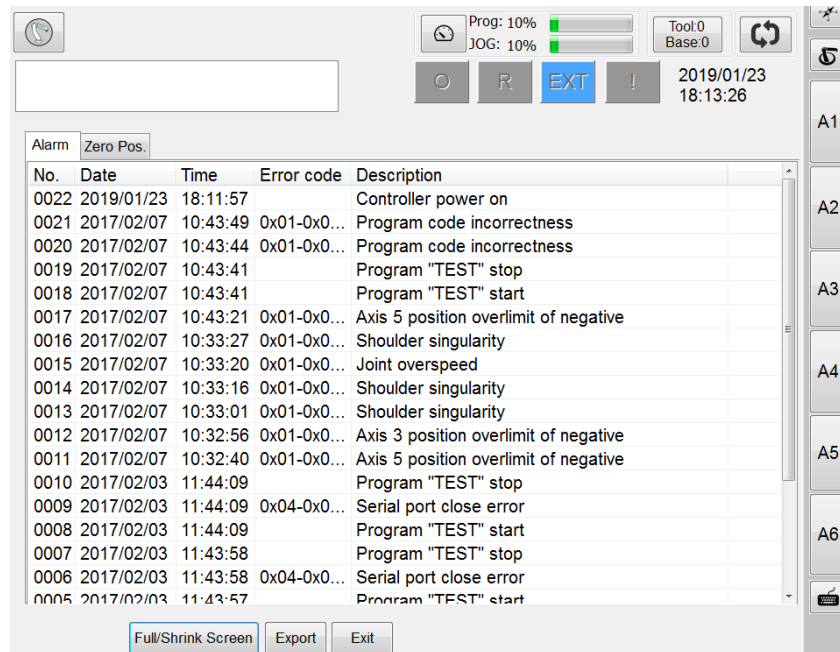 Prog: 10%
JOG: 10%
Tool:0
Base:0
O R EXT !
2019/01/23
18:13:26
Alarm Zero Pos.
No. Date Time Error code Description
0022 2019/01/23 18:11:57 Controller power on
0021 2017/02/07 10:43:49 0x01-0x0... Program code incorrectness
0020 2017/02/07 10:43:44 0x01-0x0... Program code incorrectness
0019 2017/02/07 10:43:41 Program "TEST" stop
0018 2017/02/07 10:43:41 Program "TEST" start
0017 2017/02/07 10:43:21 0x01-0x0... Axis 5 position overlimit of negative
0016 2017/02/07 10:33:27 0x01-0x0... Shoulder singularity
0015 2017/02/07 10:33:20 0x01-0x0... Joint overspeed
0014 2017/02/07 10:33:16 0x01-0x0... Shoulder singularity
0013 2017/02/07 10:33:01 0x01-0x0... Shoulder singularity
0012 2017/02/07 10:32:56 0x01-0x0... Axis 3 position overlimit of negative
0011 2017/02/07 10:32:40 0x01-0x0... Axis 5 position overlimit of negative
0010 2017/02/03 11:44:09 Program "TEST" stop
0009 2017/02/03 11:44:09 0x04-0x0... Serial port close error
0008 2017/02/03 11:44:09 Program "TEST" start
0007 2017/02/03 11:43:58 Program "TEST" stop
0006 2017/02/03 11:43:58 0x04-0x0... Serial port close error
0005 2017/02/03 11:43:57 Program "TEST" start
Full/Shrink Screen Export Exit
A1
A2
A3
A4
A5
A6